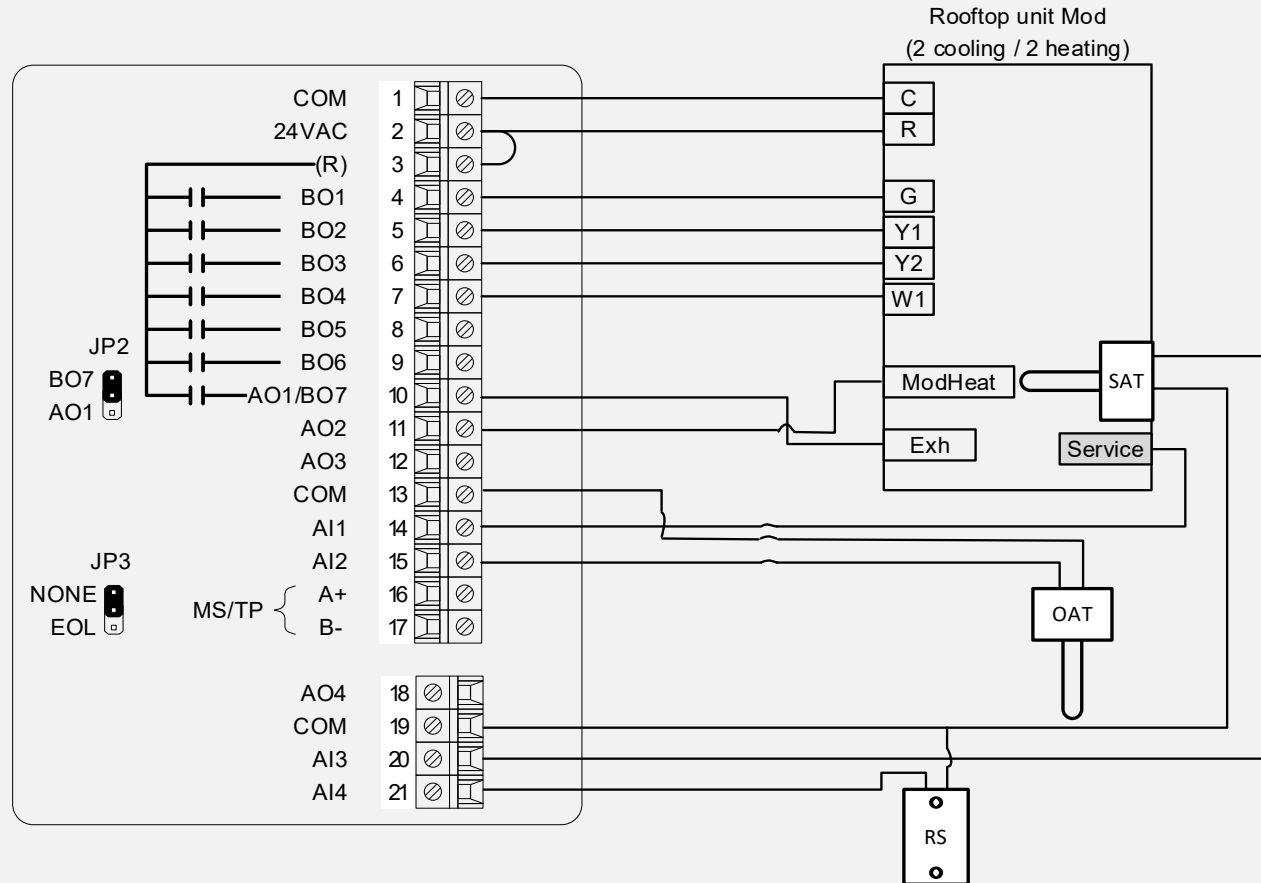 Rooftop unit Mod
(2 cooling / 2 heating)
COM 1
24VAC 2
(R) 3
BO1 4
BO2 5
BO3 6
BO4 7
BO5 8
BO6 9
AO1/BO7 10
AO2 11
AO3 12
COM 13
AI1 14
AI2 15
A+ 16
B- 17
MS/TP
JP2
BO7
AO1
JP3
NONE
EOL
AO4 18
COM 19
AI3 20
AI4 21
C
R
G
Y1
Y2
W1
ModHeat
SAT
Exh
Service
OAT
RS